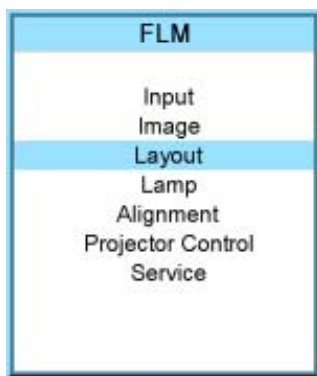 FLM
Input
Image
Layout
Lamp
Alignment
Projector Control
Service